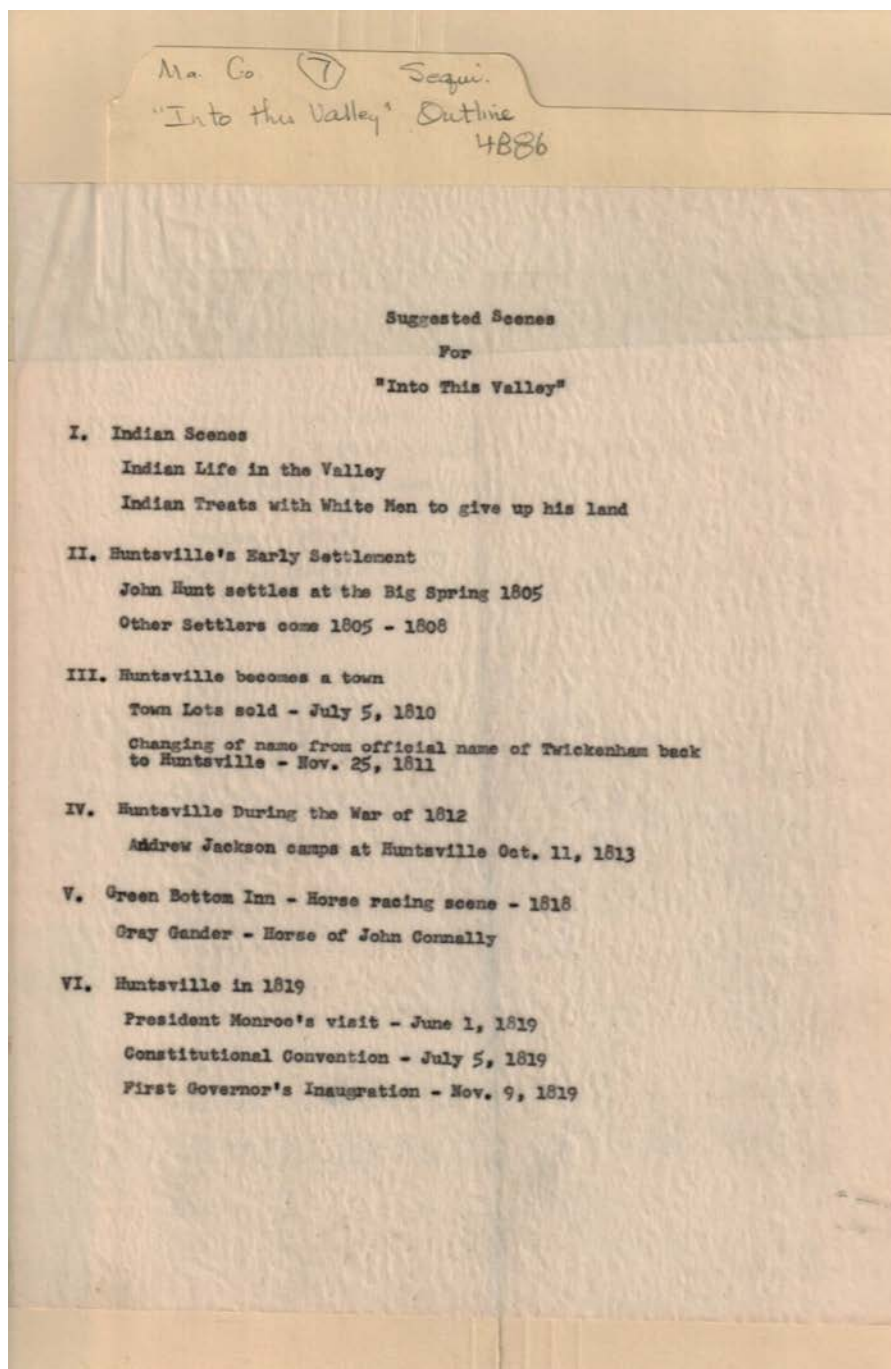 Ma. Co (7) Sequi.
"Into this Valley" Outline
4B86
Suggested Scenes
For
"Into This Valley"
I. Indian Scenes
Indian Life in the Valley
Indian Treats with White Men to give up his land
II. Huntsville's Early Settlement
John Hunt settles at the Big Spring 1805
Other Settlers come 1805 - 1808
III. Huntsville becomes a town
Town Lots sold - July 5, 1810
Changing of name from official name of Twickenham back
to Huntsville - Nov. 25, 1811
IV. Huntsville During the War of 1812
Andrew Jackson camps at Huntsville Oct. 11, 1813
V. Green Bottom Inn - Horse racing scene - 1818
Gray Gander - Horse of John Connally
VI. Huntsville in 1819
President Monroe's visit - June 1, 1819
Constitutional Convention - July 5, 1819
First Governor's Inaugration - Nov. 9, 1819